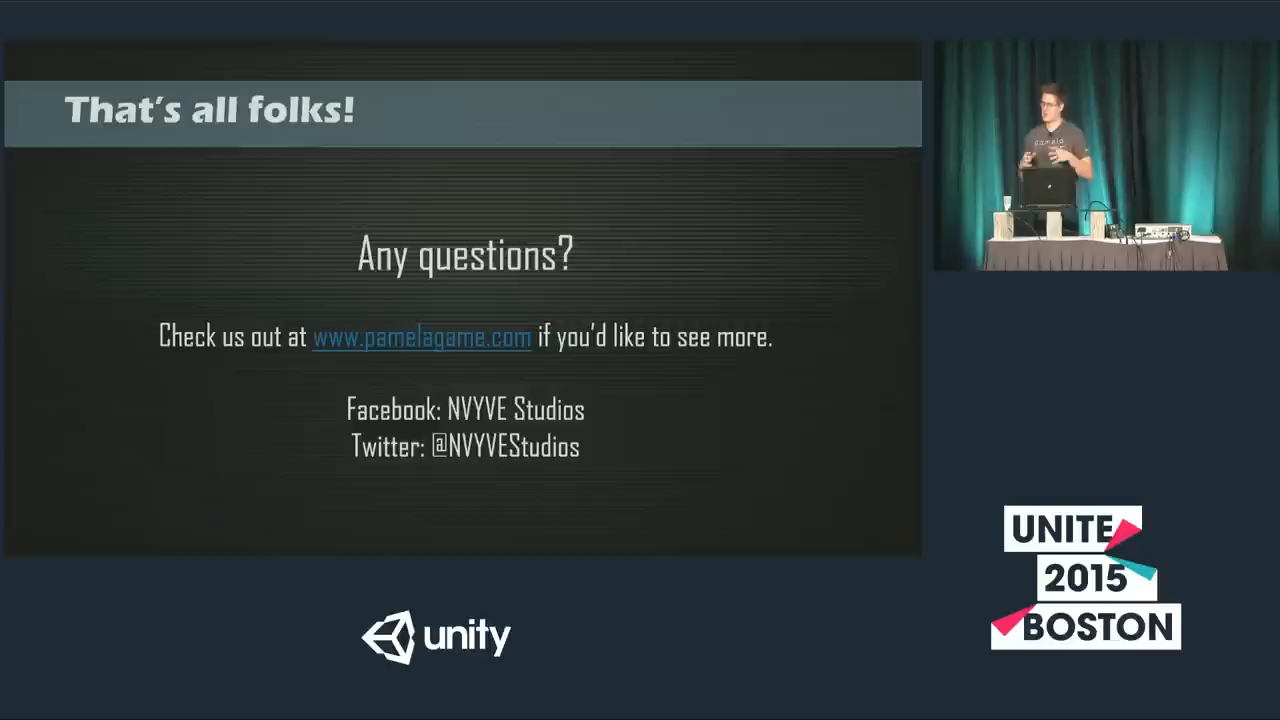 That's all folks!
Any questions?
Check us out at www.pamelagame.com if you'd like to see more.
Facebook: NVYVE Studios
Twitter: @NVYVEStudios
pamela
unity
UNITE
2015
BOSTON